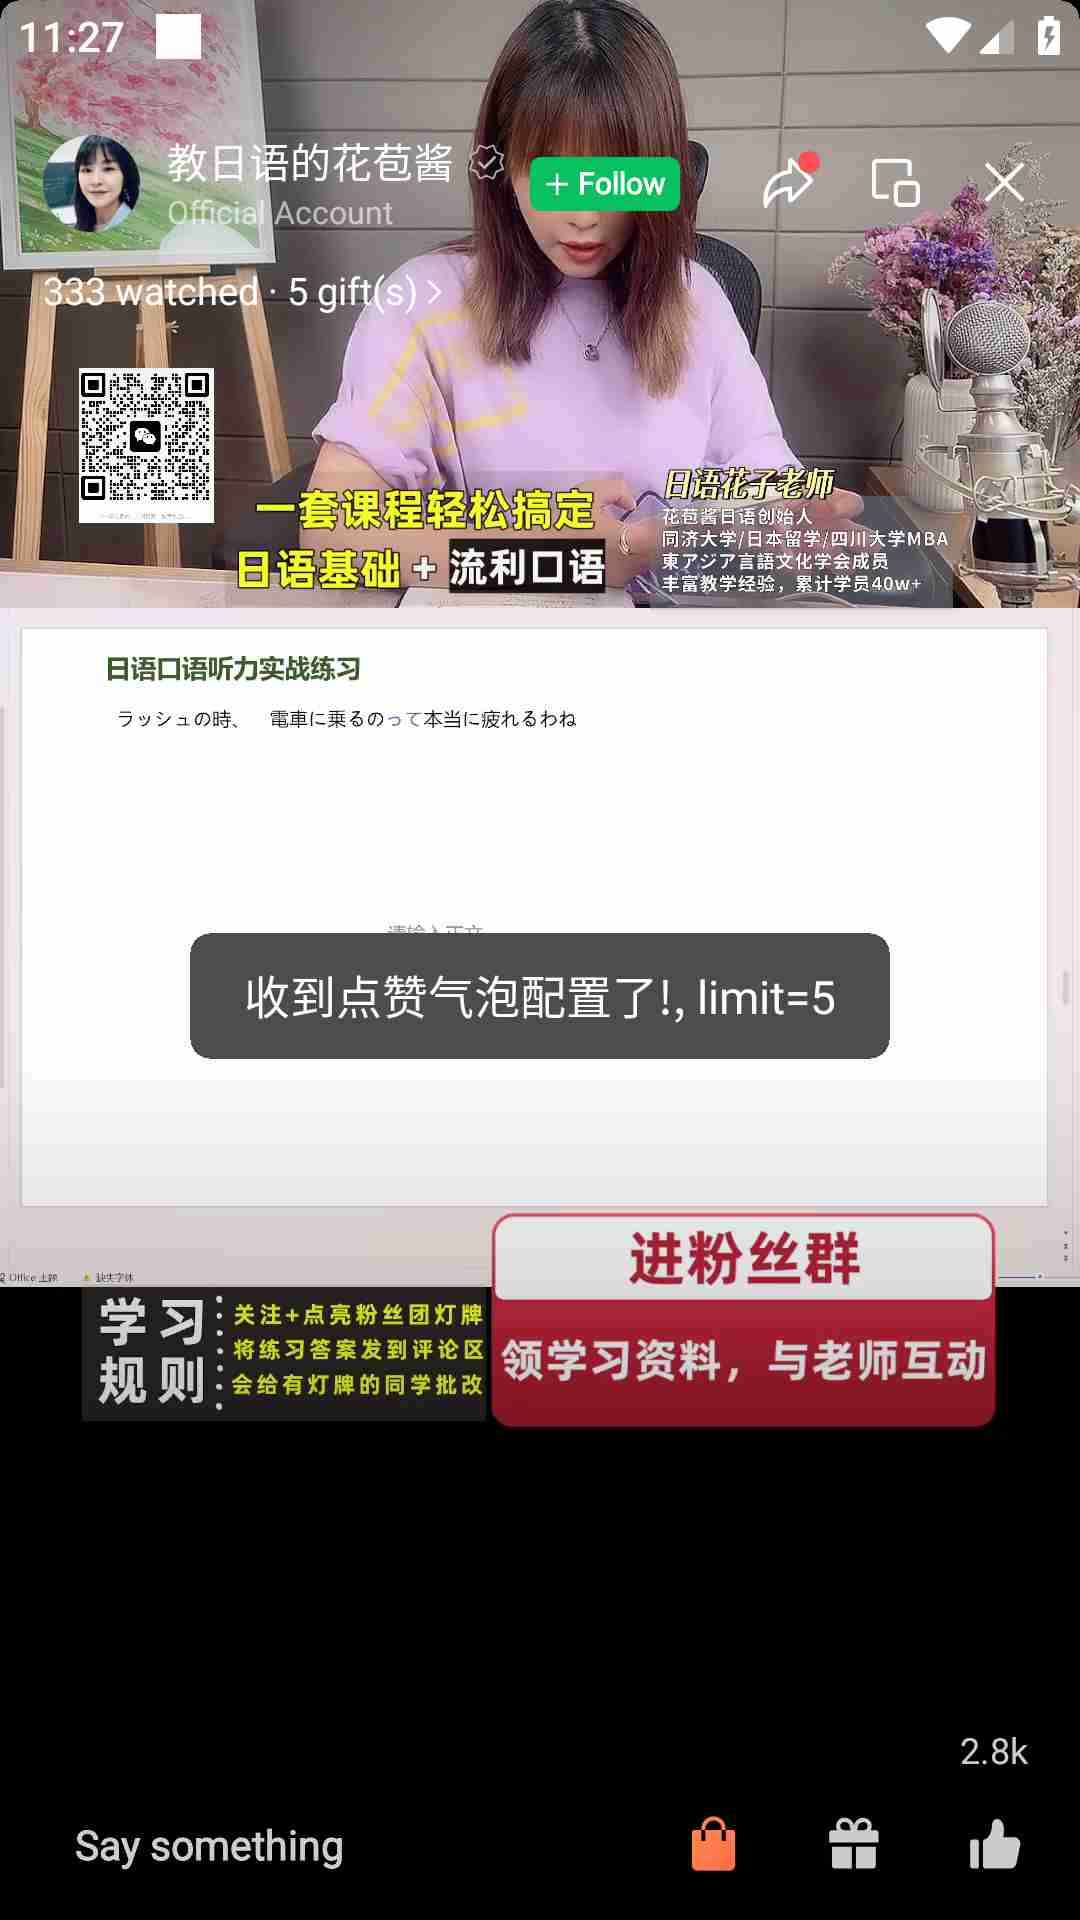 11:27
教日语的花苞酱
Official Account
+ Follow
333 watched · 5 gift(s) >
一套课程轻松搞定
日语基础 + 流利口语
日语花子老师
花苞酱日语创始人
同济大学/日本留学/四川大学MBA
東アジア言語文化学会成员
丰富教学经验，累计学员40w+
日语口语听力实战练习
ラッシュの時、 電車に乗るのって本当に疲れるわね
收到点赞气泡配置了!, limit=5
Office 主题 缺失字体
进粉丝群
领学习资料，与老师互动
学习规则
关注+点亮粉丝团灯牌
将练习答案发到评论区
会给有灯牌的同学批改
2.8k
Say something